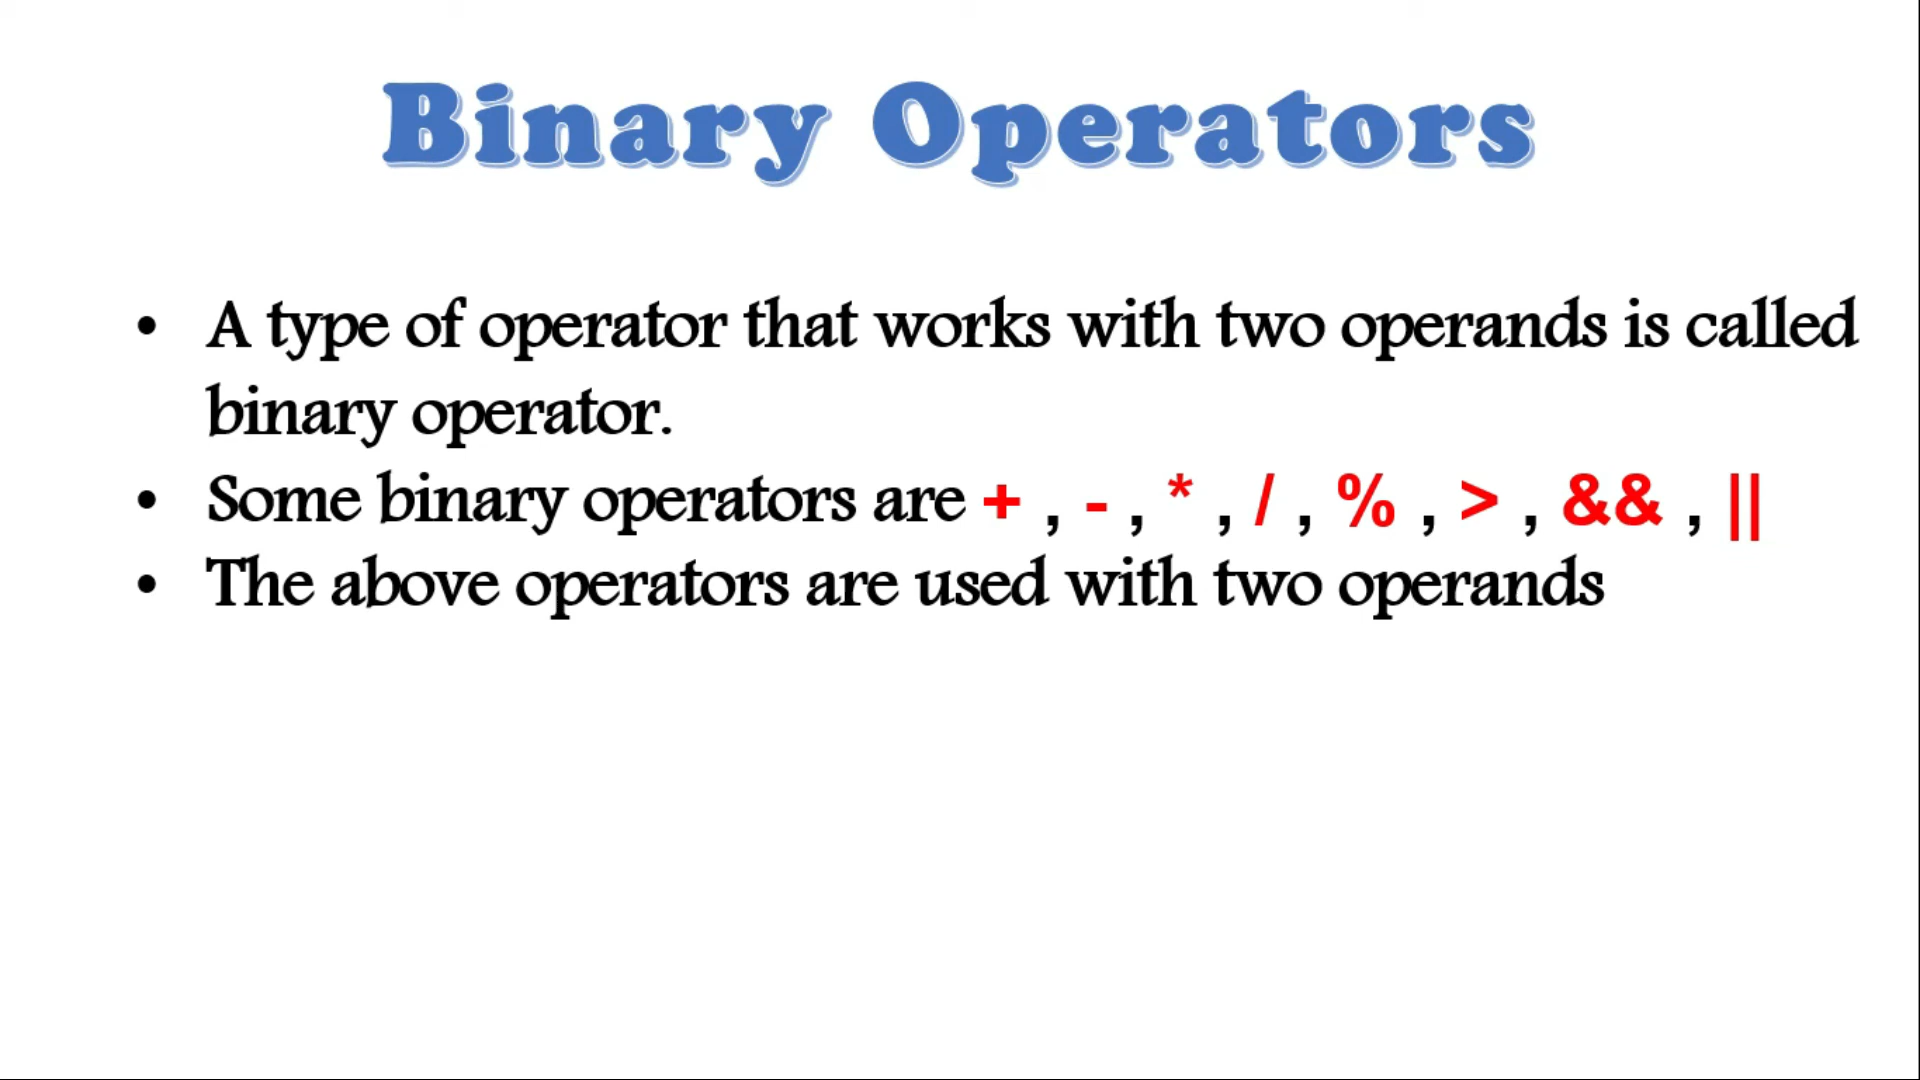 Binary Operators
• A type of operator that works with two operands is called
binary operator.
• Some binary operators are + , - , * , / , % , > , && , ||
• The above operators are used with two operands